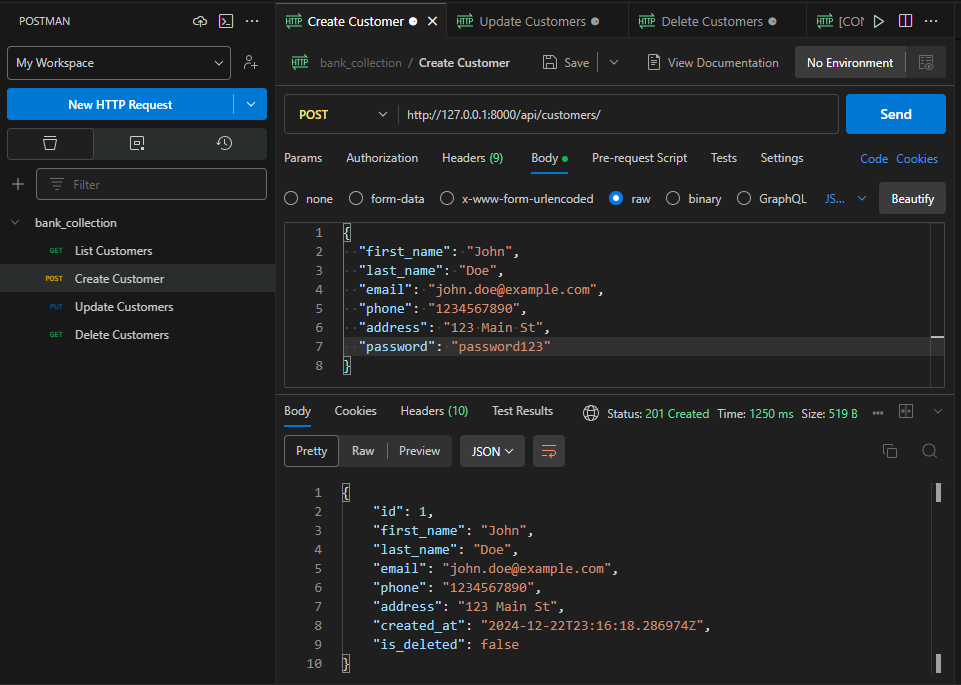 POSTMAN
My Workspace
New HTTP Request
Filter
bank_collection
GET List Customers
POST Create Customer
PUT Update Customers
GET Delete Customers
HTTP Create Customer
HTTP Update Customers
HTTP Delete Customers
HTTP [CON
HTTP bank_collection / Create Customer
Save
View Documentation
No Environment
POST http://127.0.0.1:8000/api/customers/
Send
Params Authorization Headers (9) Body Pre-request Script Tests Settings Code Cookies
none form-data x-www-form-urlencoded raw binary GraphQL JS... Beautify
1 {
2 "first_name": "John",
3 "last_name": "Doe",
4 "email": "john.doe@example.com",
5 "phone": "1234567890",
6 "address": "123 Main St",
7 "password": "password123"
8 }
Body Cookies Headers (10) Test Results Status: 201 Created Time: 1250 ms Size: 519 B
Pretty Raw Preview JSON
1 {
2 "id": 1,
3 "first_name": "John",
4 "last_name": "Doe",
5 "email": "john.doe@example.com",
6 "phone": "1234567890",
7 "address": "123 Main St",
8 "created_at": "2024-12-22T23:16:18.286974Z",
9 "is_deleted": false
10 }